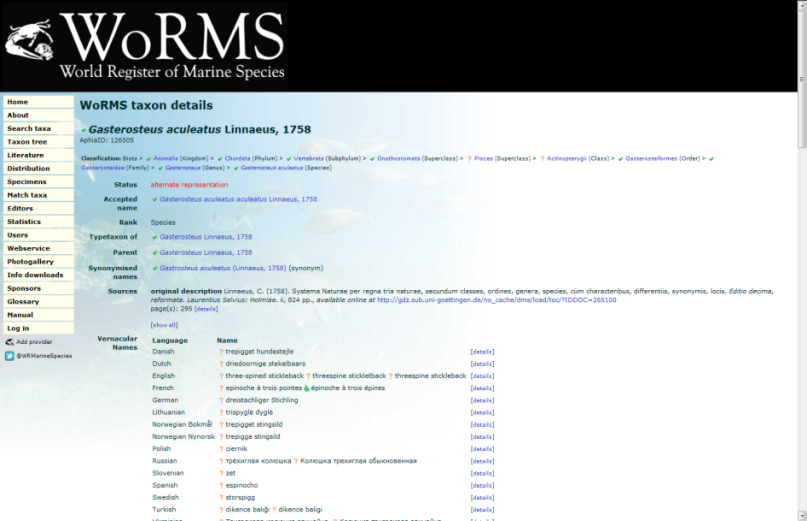 WoRMS
World Register of Marine Species
Home
About
Search taxa
Taxon tree
Literature
Distribution
Specimens
Match taxa
Editors
Statistics
Users
Webservice
Photogallery
Info downloads
Sponsors
Glossary
Manual
Log in
Add provider
@WRMarineSpecies
WoRMS taxon details
Gasterosteus aculeatus Linnaeus, 1758
AphiaID: 126505
Classification: Biota > Animalia (Kingdom) > Chordata (Phylum) > Vertebrata (Subphylum) > Gnathostomata (Superclass) > ? Pisces (Superclass) > ? Actinopterygii (Class) > Gasterosteiformes (Order) >
Gasterosteidae (Family) > Gasterosteus (Genus) > Gasterosteus aculeatus (Species)
Status alternate representation
Accepted name Gasterosteus aculeatus aculeatus Linnaeus, 1758
Rank Species
Typetaxon of Gasterosteus Linnaeus, 1758
Parent Gasterosteus Linnaeus, 1758
Synonymised names Gastrosteus aculeatus (Linnaeus, 1758) (synonym)
Sources original description Linnaeus, C. (1758). Systema Naturae per regna tria naturae, secundum classes, ordines, genera, species, cum characteribus, differentiis, synonymis, locis. Editio decima,
reformata. Laurentius Salvius: Holmiae. ii, 824 pp., available online at http://gdz.sub.uni-goettingen.de/no_cache/dms/load/toc/?IDDOC=265100
page(s): 295 [details]
[show all]
Vernacular Names Language Name
Danish ? trepigget hundestejle [details]
Dutch ? driedoornige stekelbaars [details]
English ? three-spined stickleback ? threespine stickletback ? threespine stickleback [details]
French ? epinoche à trois pointes épinoche à trois épines [details]
German ? dreistachliger Stichling [details]
Lithuanian ? trispyglė dyglė [details]
Norwegian Bokmål ? trepigget stingsild [details]
Norwegian Nynorsk ? trepigga stingsild [details]
Polish ? ciernik [details]
Russian ? трёхиглая колюшка ? Колюшка трехиглая обыкновенная [details]
Slovenian ? zet [details]
Spanish ? espinocho [details]
Swedish ? storspigg [details]
Turkish ? dikence balığı ? dikence baligi [details]